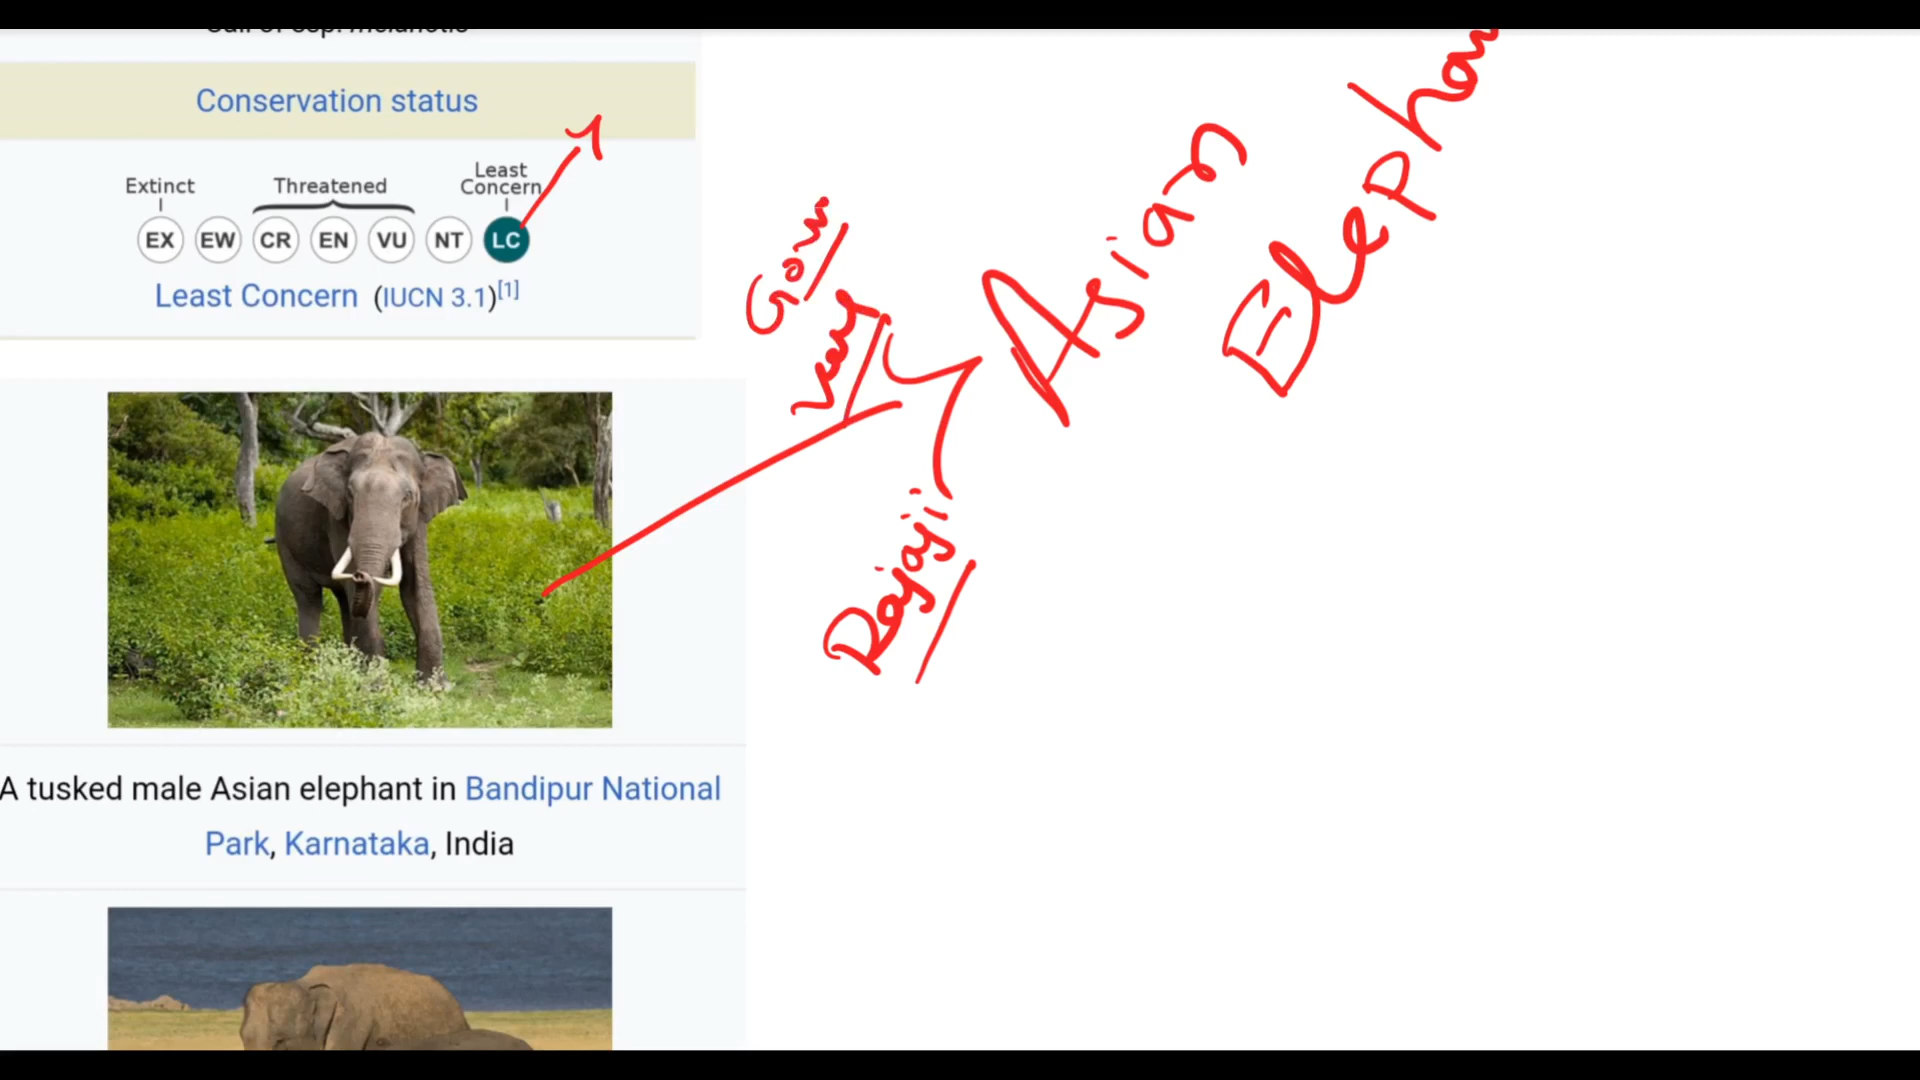 Conservation status
Extinct
Threatened
Least
Concern
EX EW CR EN VU NT LC
Least Concern (IUCN 3.1)[1]
Asian
Elephan
Rajaji
A tusked male Asian elephant in Bandipur National
Park, Karnataka, India